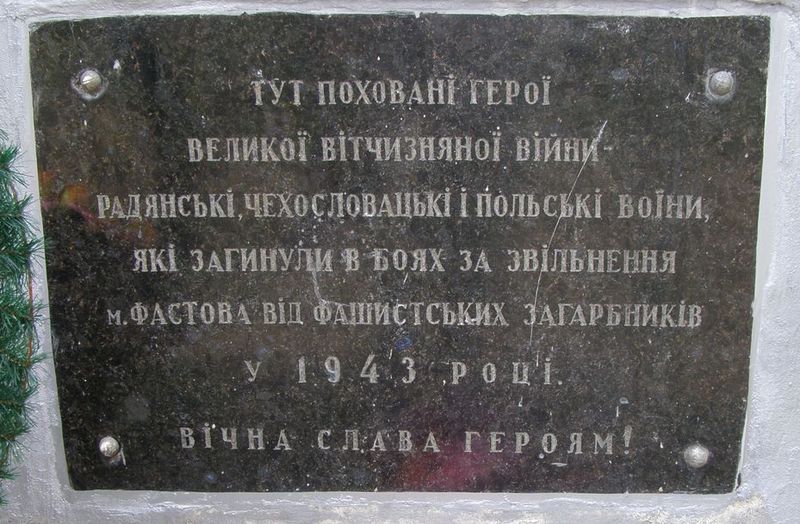 ТУТ ПОХОВАНІ ГЕРОЇ
ВЕЛИКОЇ ВІТЧИЗНЯНОЇ ВІЙНИ-
РАДЯНСЬКІ, ЧЕХОСЛОВАЦЬКІ І ПОЛЬСЬКІ ВОЇНИ,
ЯКІ ЗАГИНУЛИ В БОЯХ ЗА ЗВІЛЬНЕННЯ
м. ФАСТОВА ВІД ФАШИСТСЬКИХ ЗАГАРБНИКІВ
У 1943 РОЦІ.
ВІЧНА СЛАВА ГЕРОЯМ!